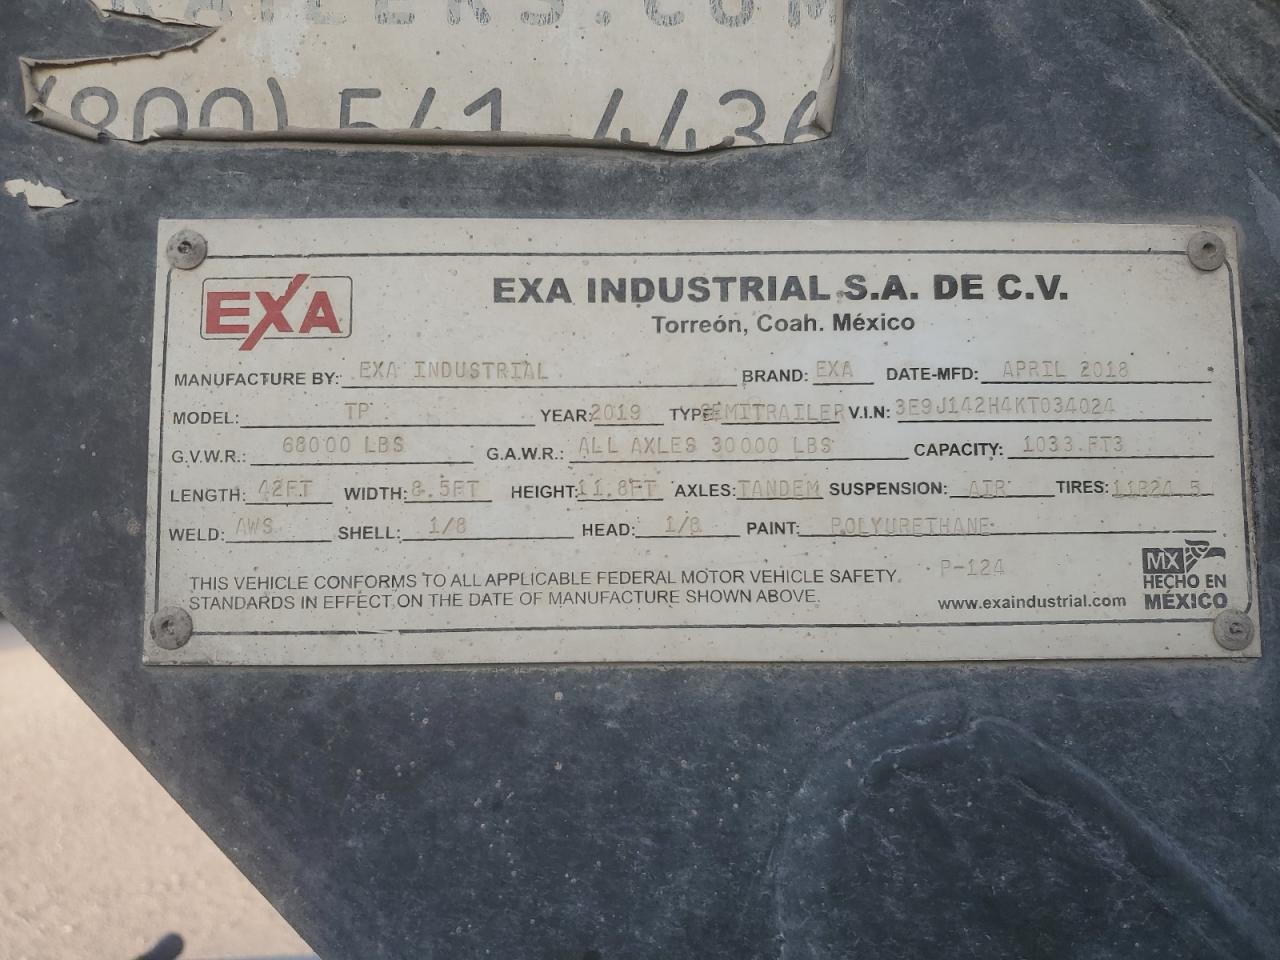 RAILERS.COM
(800) 541 4436
EXA
EXA INDUSTRIAL S.A. DE C.V.
Torreón, Coah. México
MANUFACTURE BY: EXA INDUSTRIAL BRAND: EXA DATE-MFD: APRIL 2018
MODEL: TP YEAR: 2019 TYPE SEMITRAILER V.I.N: 3E9J142H4KT034024
G.V.W.R.: 68000 LBS G.A.W.R.: ALL AXLES 30000 LBS CAPACITY: 1033.FT3
LENGTH: 42FT WIDTH: 8.5FT HEIGHT: 11.8FT AXLES: TANDEM SUSPENSION: AIR TIRES: 11R24.5
WELD: AWS SHELL: 1/8 HEAD: 1/8 PAINT: POLYURETHANE
THIS VEHICLE CONFORMS TO ALL APPLICABLE FEDERAL MOTOR VEHICLE SAFETY P-124
STANDARDS IN EFFECT ON THE DATE OF MANUFACTURE SHOWN ABOVE.
www.exaindustrial.com
MX
HECHO EN
MÉXICO